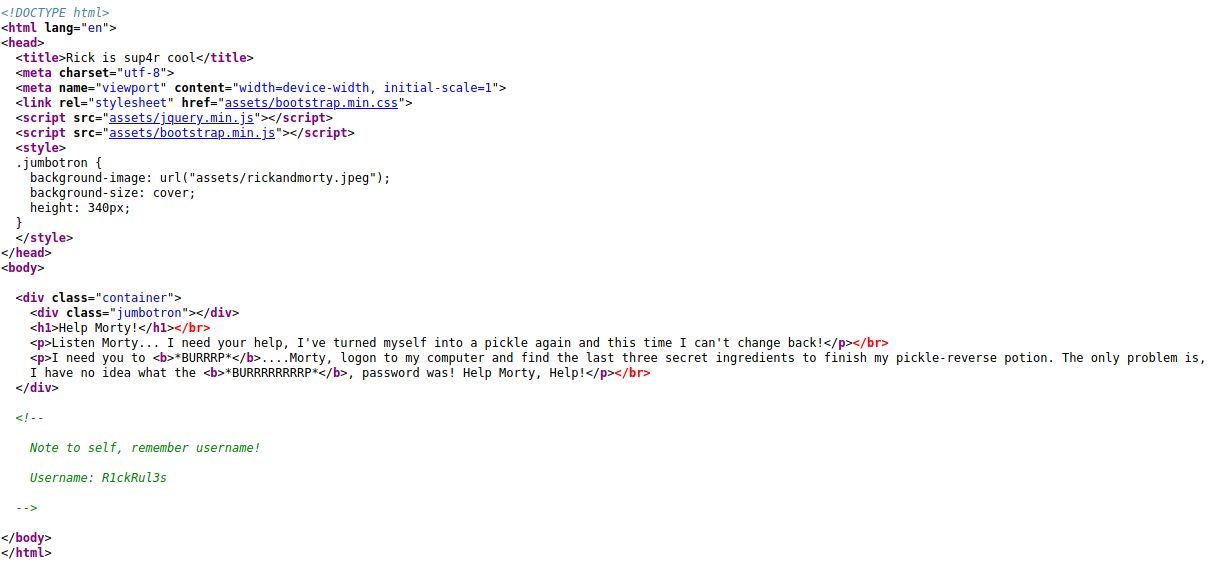 <!DOCTYPE html>
<html lang="en">
<head>
  <title>Rick is sup4r cool</title>
  <meta charset="utf-8">
  <meta name="viewport" content="width=device-width, initial-scale=1">
  <link rel="stylesheet" href="assets/bootstrap.min.css">
  <script src="assets/jquery.min.js"></script>
  <script src="assets/bootstrap.min.js"></script>
  <style>
  .jumbotron {
    background-image: url("assets/rickandmorty.jpeg");
    background-size: cover;
    height: 340px;
  }
  </style>
</head>
<body>

  <div class="container">
    <div class="jumbotron"></div>
    <h1>Help Morty!</h1></br>
    <p>Listen Morty... I need your help, I've turned myself into a pickle again and this time I can't change back!</p></br>
    <p>I need you to <b>*BURRRP*</b>....Morty, logon to my computer and find the last three secret ingredients to finish my pickle-reverse potion. The only problem is,
    I have no idea what the <b>*BURRRRRRRRP*</b>, password was! Help Morty, Help!</p></br>
  </div>

  <!--

    Note to self, remember username!

    Username: R1ckRul3s

  -->

</body>
</html>